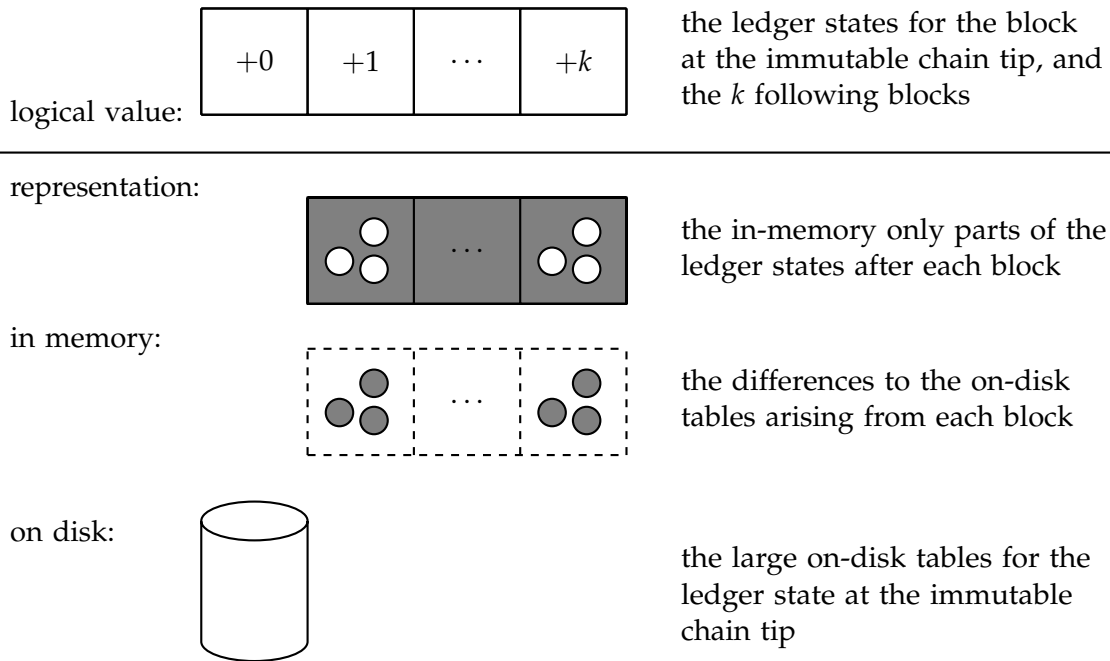 +0 +1 ··· +k
the ledger states for the block
at the immutable chain tip, and
the k following blocks
logical value:
representation:
···
the in-memory only parts of the
ledger states after each block
in memory:
···
the differences to the on-disk
tables arising from each block
on disk:
the large on-disk tables for the
ledger state at the immutable
chain tip